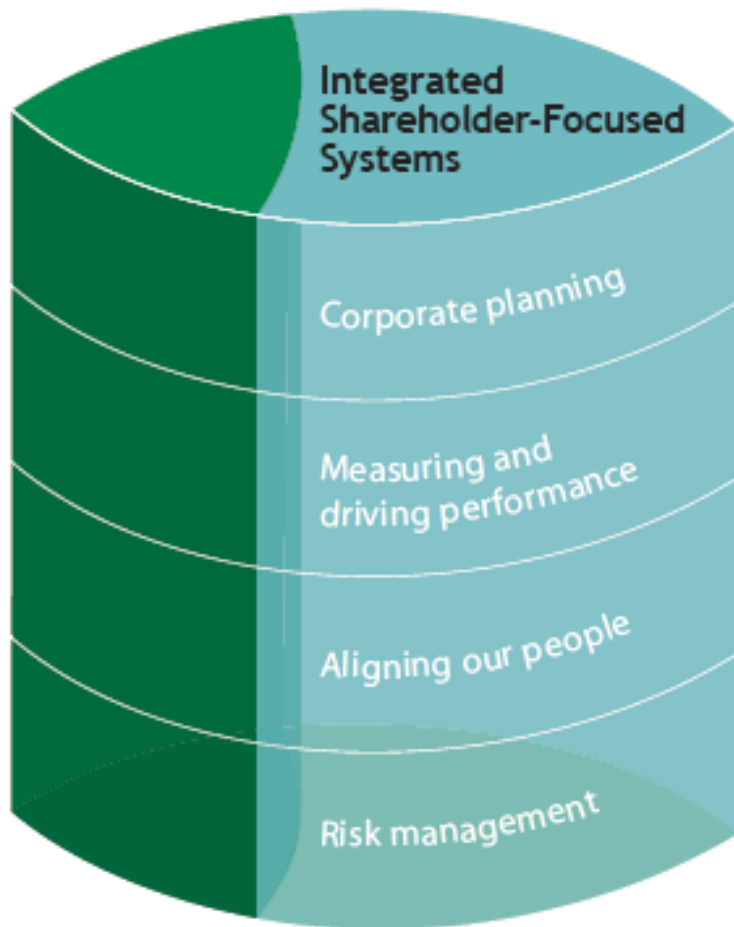 Integrated
Shareholder-Focused
Systems
Corporate planning
Measuring and
driving performance
Aligning our people
Risk management